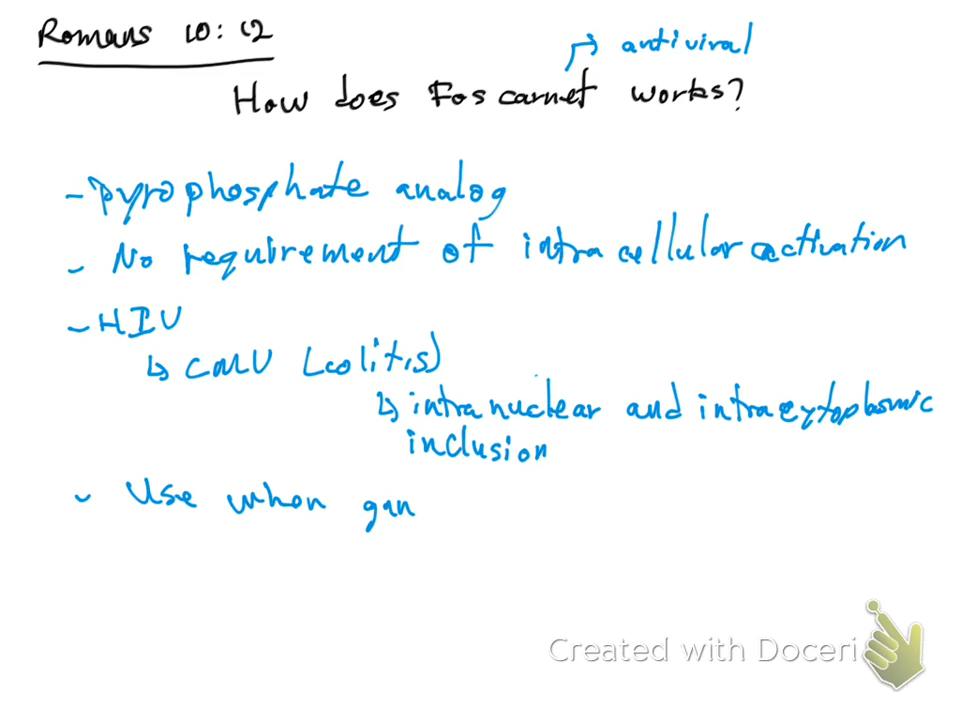 Romans 10:12
↱ antiviral
How does Foscarnet works?
- Pyrophosphate analog
- No requirement of intracellular activation
- HIV
↳ CMV (colitis)
↳ intranuclear and intracytoplasmic
inclusion
- Use when gan
Created with Doceri